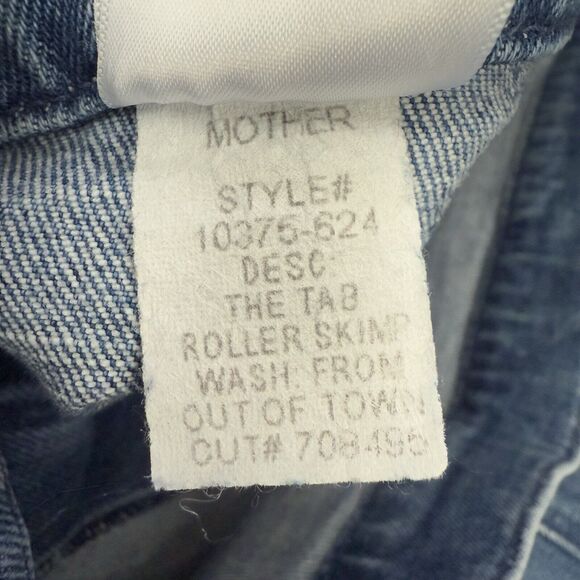 MOTHER
STYLE#
10375-624
DESC
THE TAB
ROLLER SKIMP
WASH: FROM
OUT OF TOWN
CUT# 708495